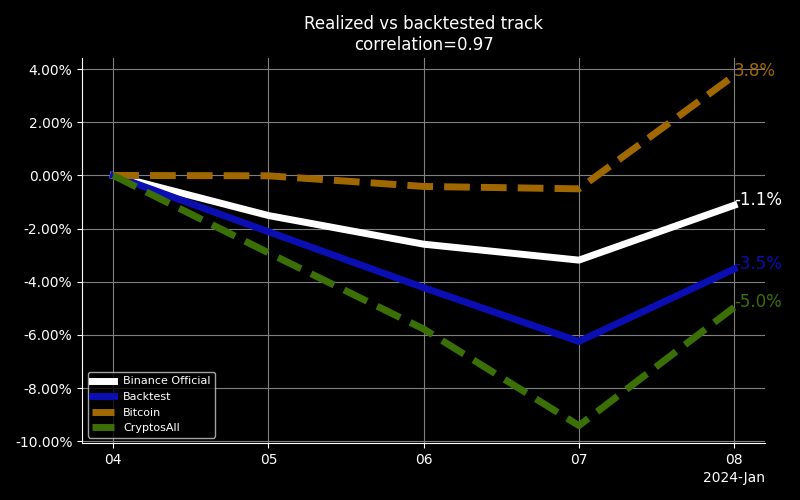 Realized vs backtested track
correlation=0.97
4.00%
2.00%
0.00%
-2.00%
-4.00%
-6.00%
-8.00%
-10.00%
3.8%
-1.1%
-3.5%
-5.0%
Binance Official
Backtest
Bitcoin
CryptosAll
04 05 06 07 08
2024-Jan